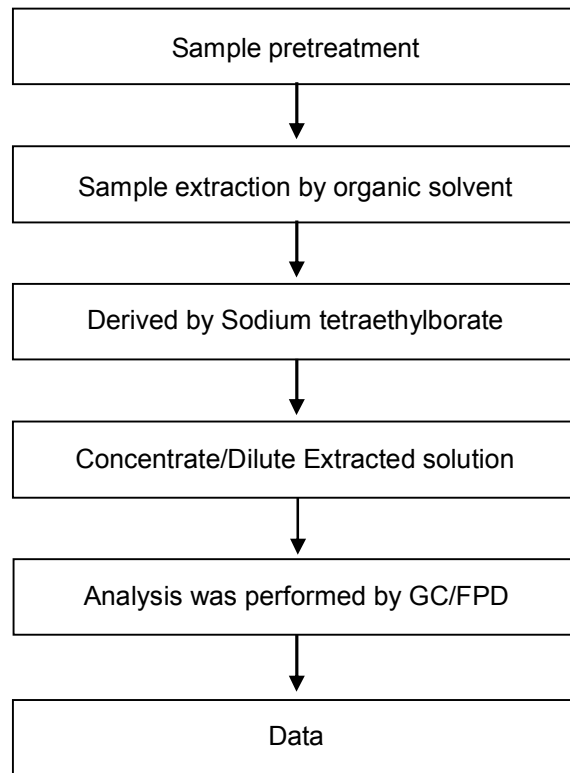 Sample pretreatment
Sample extraction by organic solvent
Derived by Sodium tetraethylborate
Concentrate/Dilute Extracted solution
Analysis was performed by GC/FPD
Data